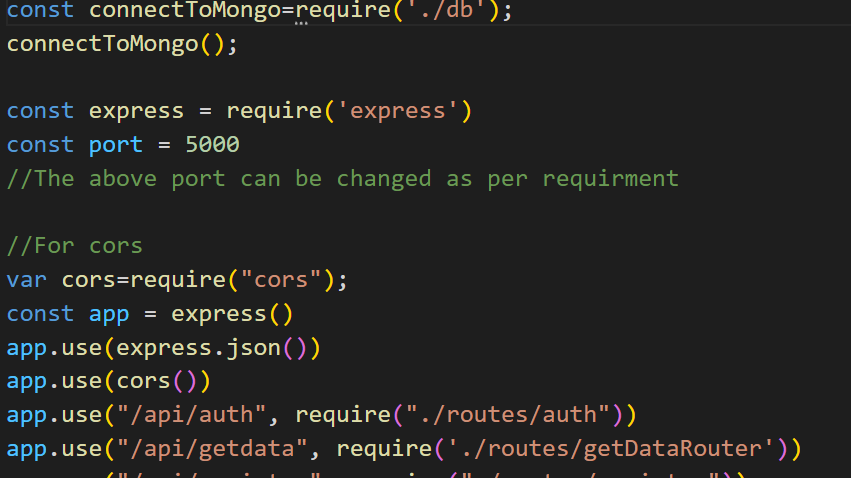 const connectToMongo=require('./db');
connectToMongo();
const express = require('express')
const port = 5000
//The above port can be changed as per requirment
//For cors
var cors=require("cors");
const app = express()
app.use(express.json())
app.use(cors())
app.use("/api/auth", require("./routes/auth"))
app.use("/api/getdata", require('./routes/getDataRouter'))